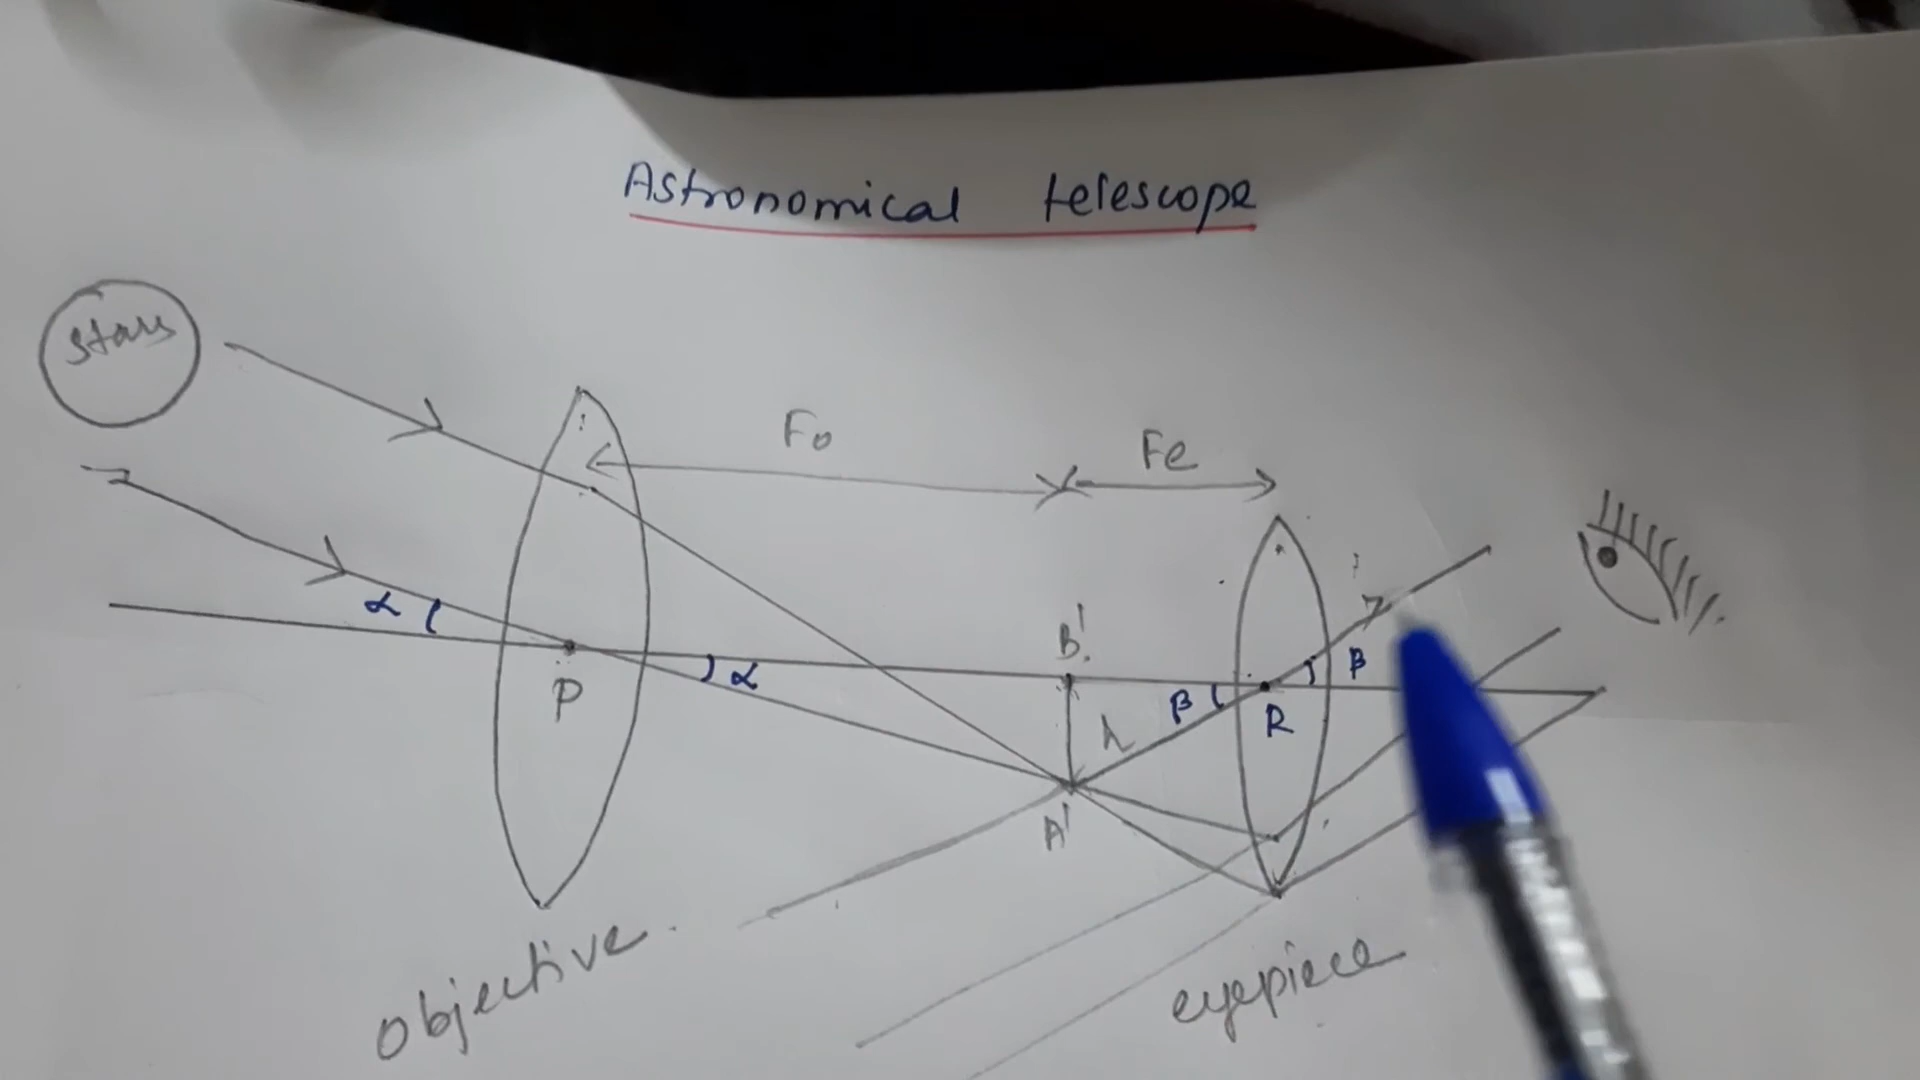 Astronomical telescope
stars
Fo
Fe
α
P
α
B'
h
A'
β
R
β
objective
eyepiece